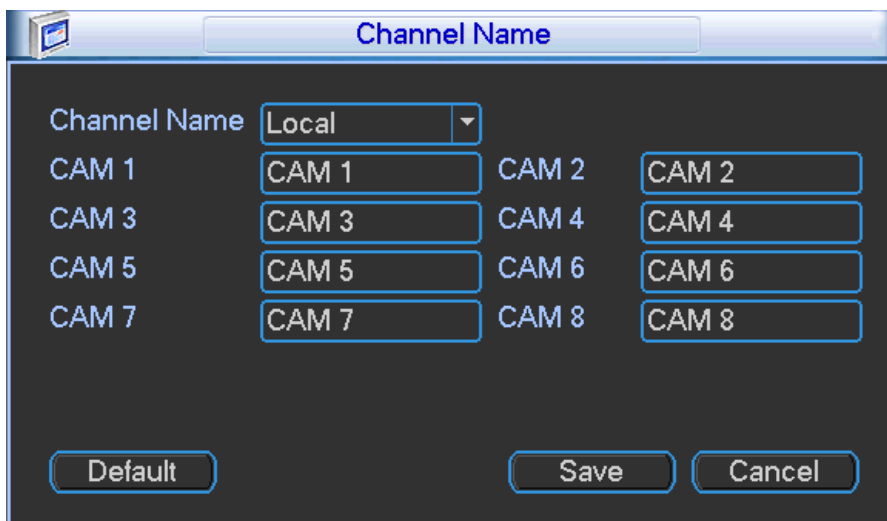 Channel Name
Channel Name Local
CAM 1 CAM 1 CAM 2 CAM 2
CAM 3 CAM 3 CAM 4 CAM 4
CAM 5 CAM 5 CAM 6 CAM 6
CAM 7 CAM 7 CAM 8 CAM 8
Default Save Cancel